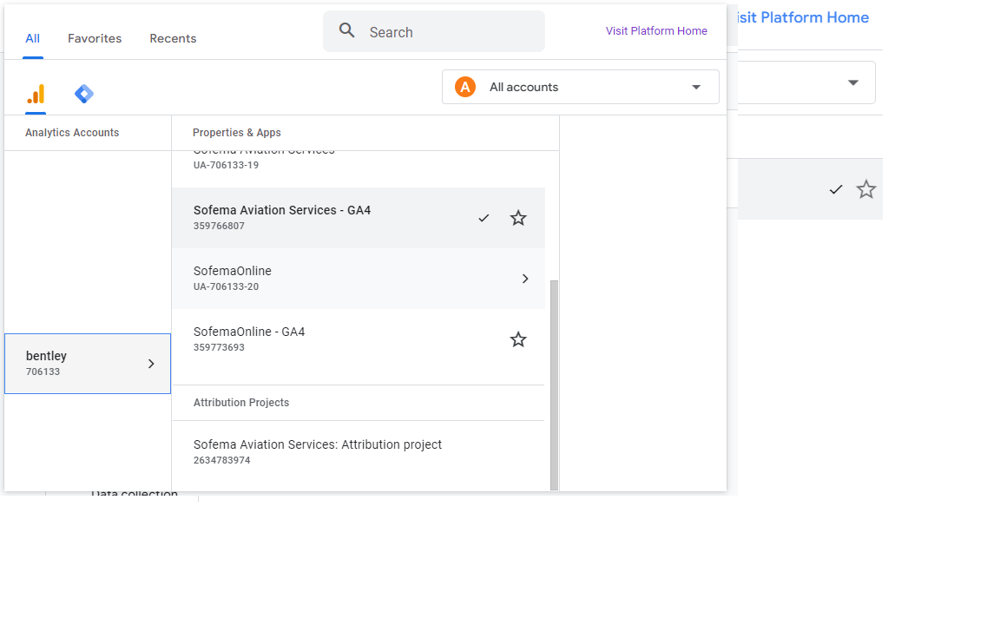 All
Favorites
Recents
Search
Visit Platform Home
isit Platform Home
A
All accounts
Analytics Accounts
Properties & Apps
Sofema Aviation Services
UA-706133-19
Sofema Aviation Services - GA4
359766807
SofemaOnline
UA-706133-20
SofemaOnline - GA4
359773693
bentley
706133
Attribution Projects
Sofema Aviation Services: Attribution project
2634783974
Data collection